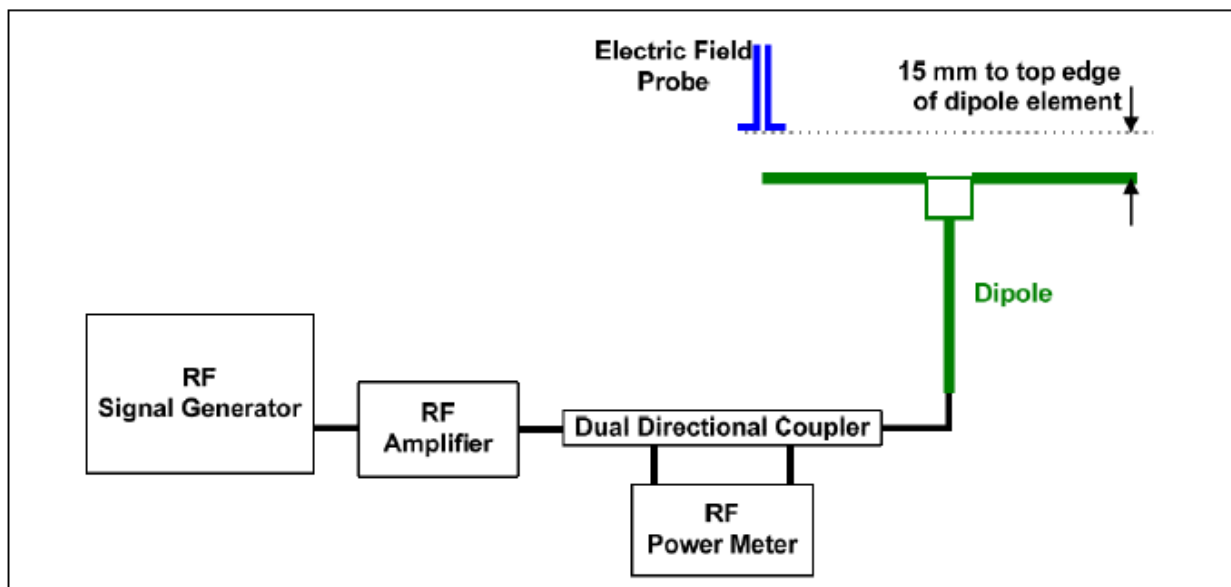 Electric Field
Probe
15 mm to top edge
of dipole element
Dipole
RF
Signal Generator
RF
Amplifier
Dual Directional Coupler
RF
Power Meter